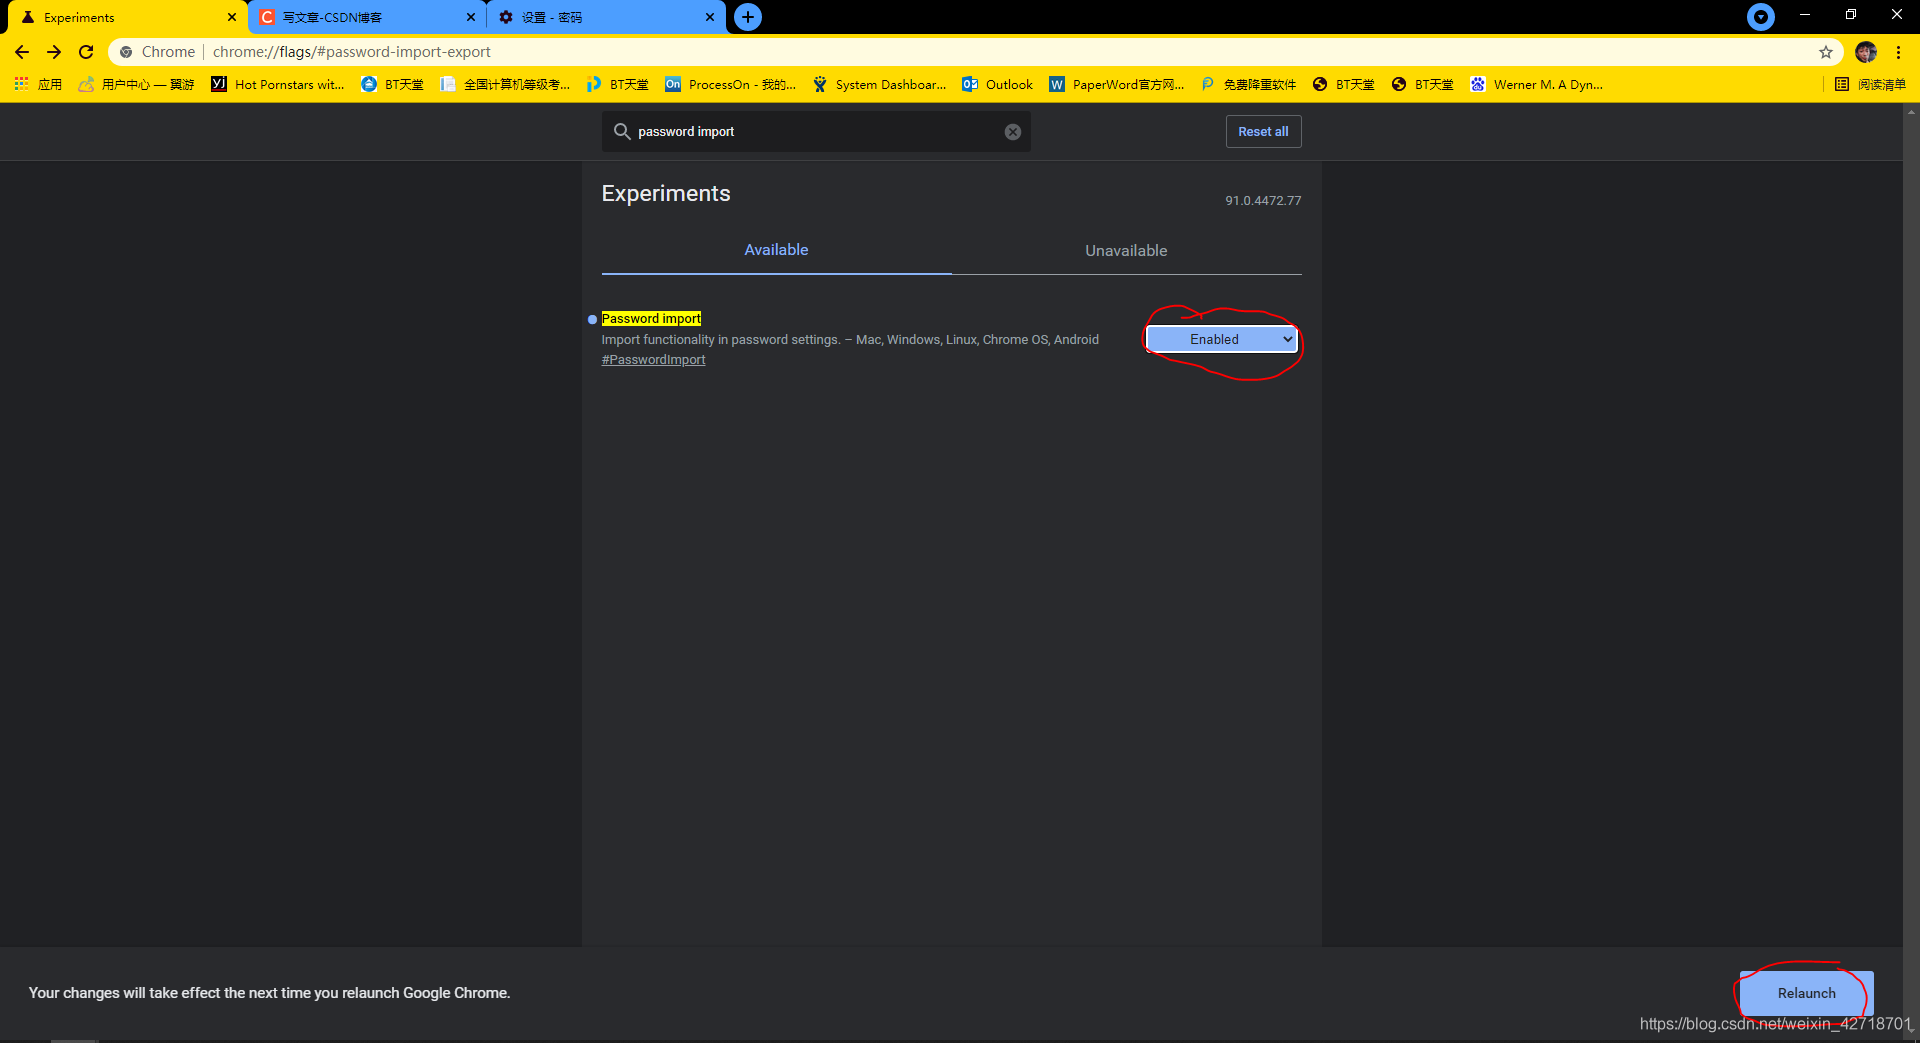 Experiments
写文章-CSDN博客
设置 - 密码
Chrome
chrome://flags/#password-import-export
应用
用户中心 — 翼游
Hot Pornstars wit...
BT天堂
全国计算机等级考...
BT天堂
ProcessOn - 我的...
System Dashboar...
Outlook
PaperWord官方网...
免费降重软件
BT天堂
BT天堂
Werner M. A Dyn...
阅读清单
password import
Reset all
Experiments
91.0.4472.77
Available
Unavailable
Password import
Import functionality in password settings. – Mac, Windows, Linux, Chrome OS, Android
#PasswordImport
Enabled
Your changes will take effect the next time you relaunch Google Chrome.
Relaunch
https://blog.csdn.net/weixin_42718701